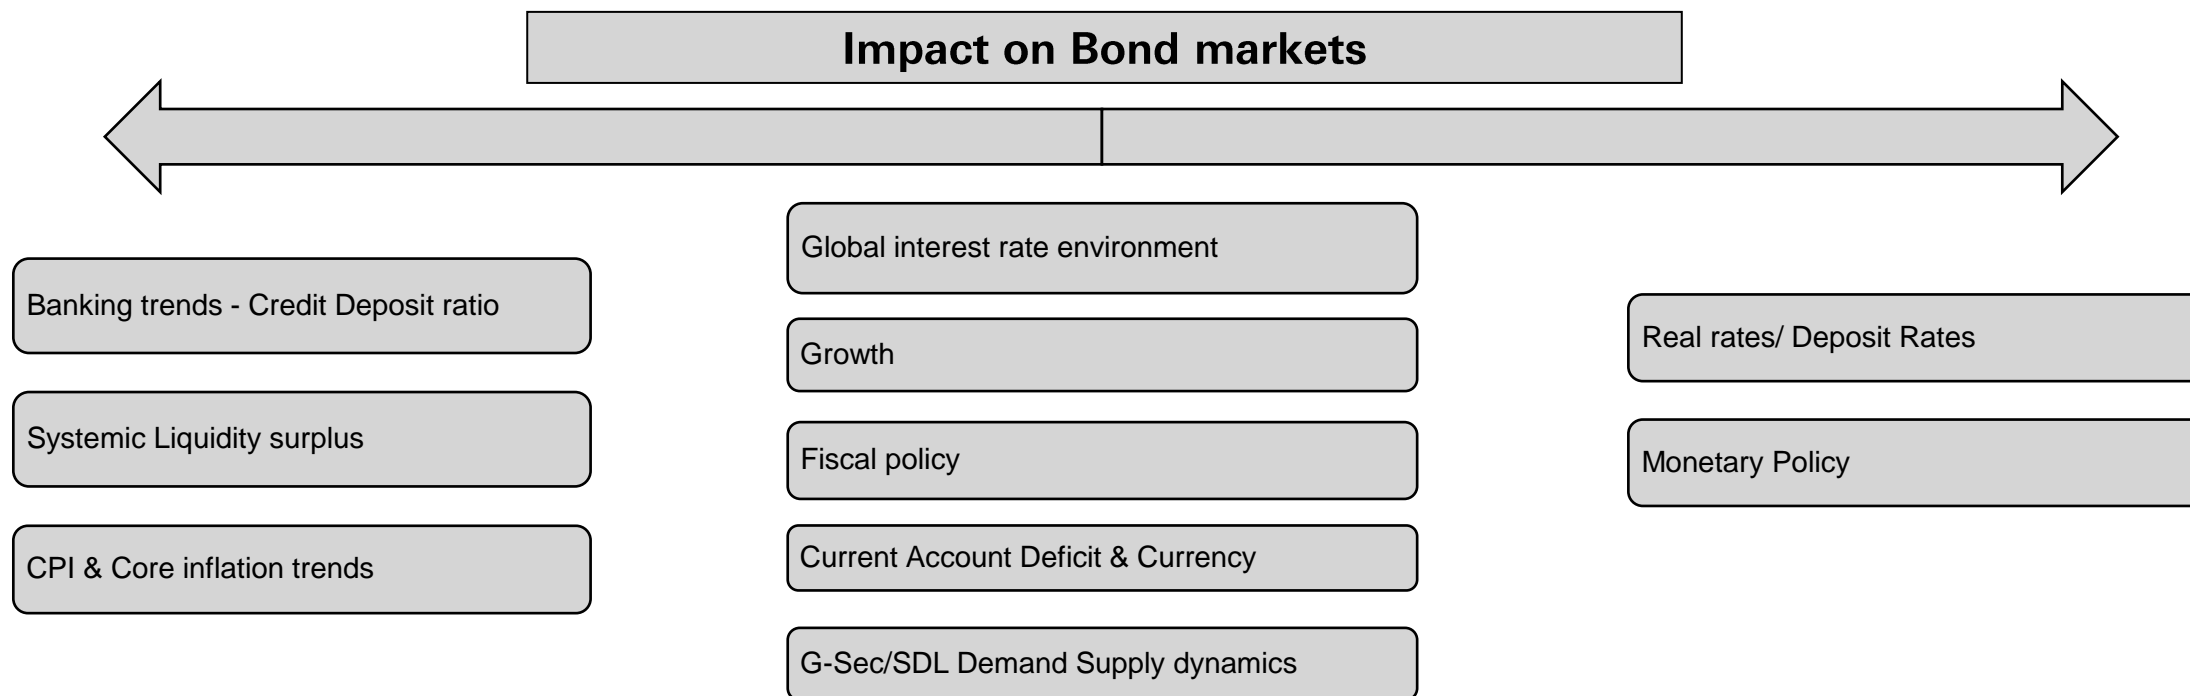 Impact on Bond markets
Banking trends - Credit Deposit ratio
Systemic Liquidity surplus
CPI & Core inflation trends
Global interest rate environment
Growth
Fiscal policy
Current Account Deficit & Currency
G-Sec/SDL Demand Supply dynamics
Real rates/ Deposit Rates
Monetary Policy